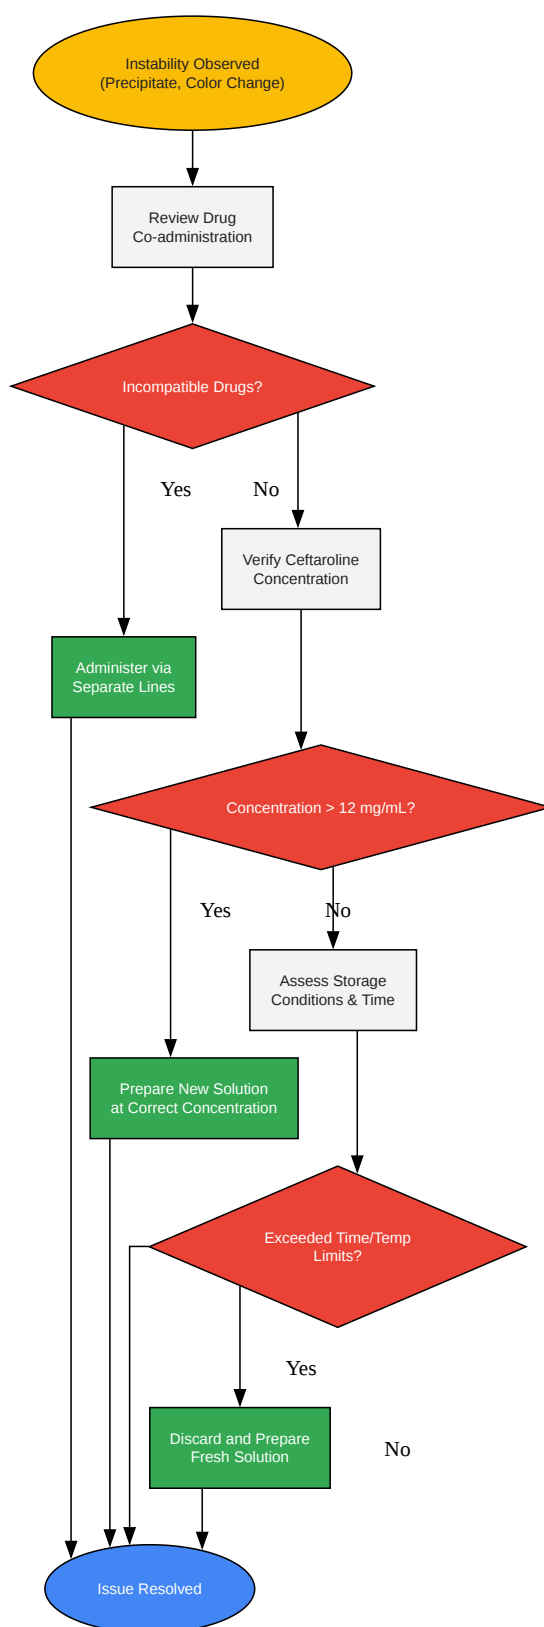 Instability Observed
(Precipitate, Color Change)
Review Drug
Co-administration
Incompatible Drugs?
Yes
No
Verify Ceftaroline
Concentration
Administer via
Separate Lines
Concentration > 12 mg/mL?
Yes
No
Assess Storage
Conditions & Time
Prepare New Solution
at Correct Concentration
Exceeded Time/Temp
Limits?
Yes
Discard and Prepare
Fresh Solution
No
Issue Resolved